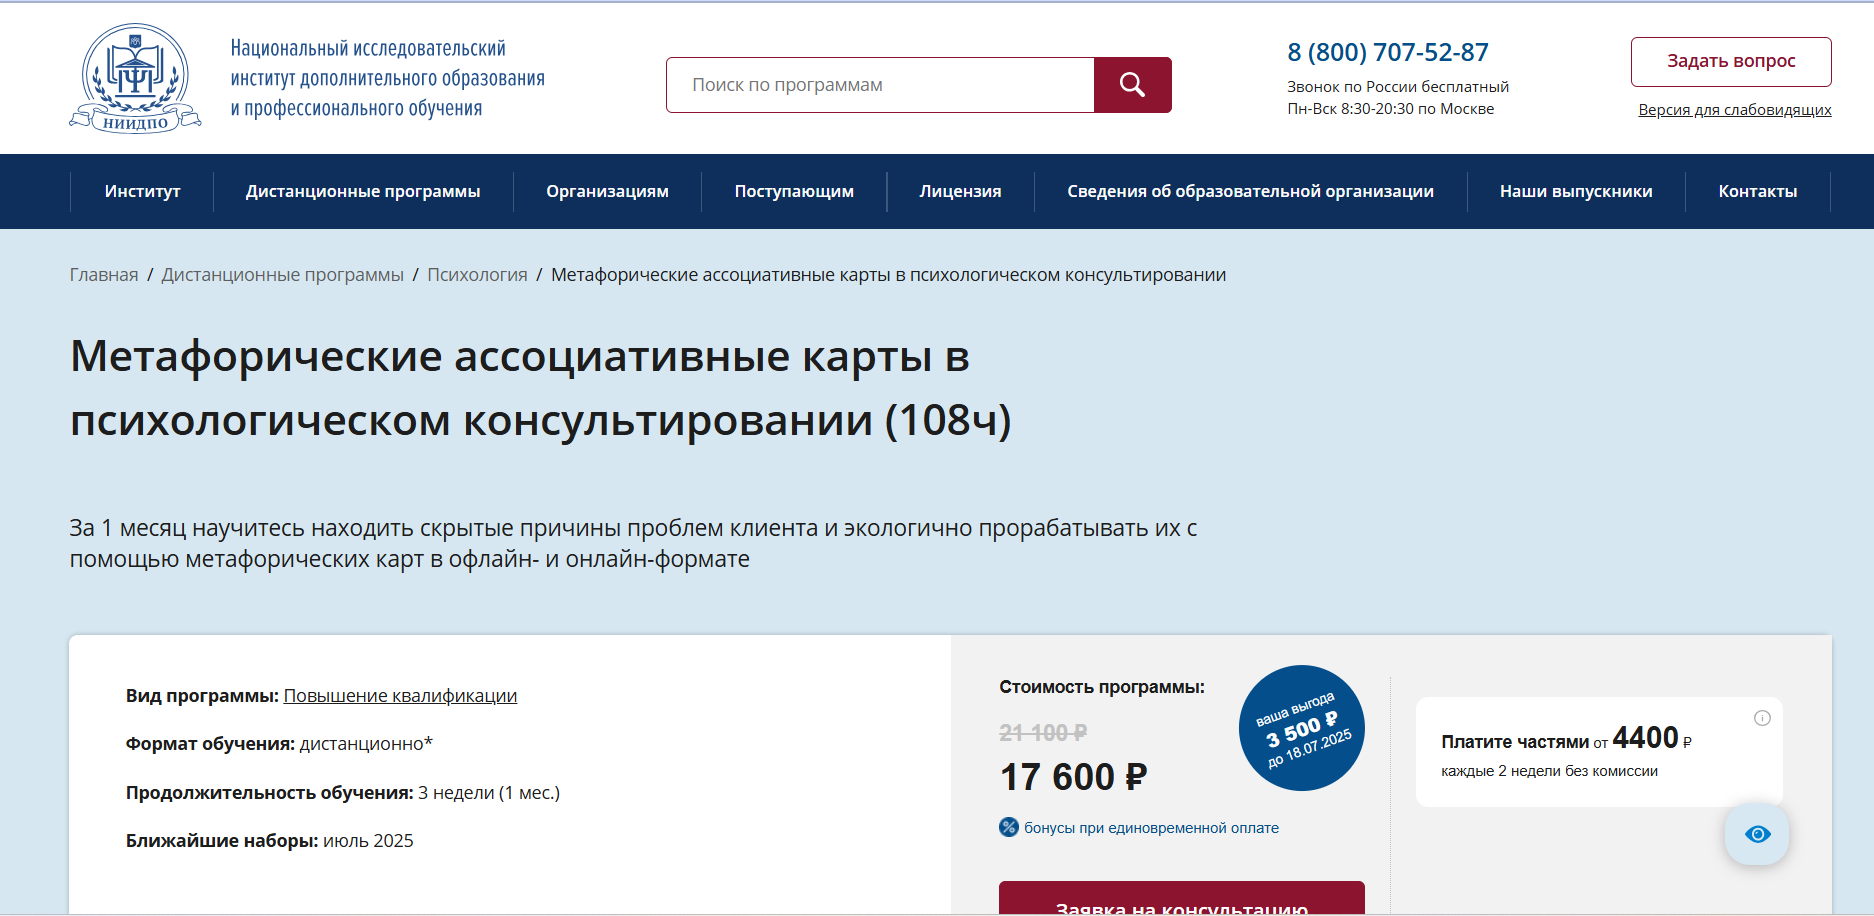 НИИДПО
Национальный исследовательский
институт дополнительного образования
и профессионального обучения
Поиск по программам
8 (800) 707-52-87
Звонок по России бесплатный
Пн-Вск 8:30-20:30 по Москве
Задать вопрос
Версия для слабовидящих
Институт
Дистанционные программы
Организациям
Поступающим
Лицензия
Сведения об образовательной организации
Наши выпускники
Контакты
Главная / Дистанционные программы / Психология / Метафорические ассоциативные карты в психологическом консультировании
Метафорические ассоциативные карты в
психологическом консультировании (108ч)
За 1 месяц научитесь находить скрытые причины проблем клиента и экологично прорабатывать их с
помощью метафорических карт в офлайн- и онлайн-формате
Вид программы: Повышение квалификации
Формат обучения: дистанционно*
Продолжительность обучения: 3 недели (1 мес.)
Ближайшие наборы: июль 2025
Стоимость программы:
21 100 ₽
17 600 ₽
% бонусы при единовременной оплате
ваша выгода
3 500 ₽
до 18.07.2025
Заявка на консультацию
Платите частями от 4400 ₽
каждые 2 недели без комиссии